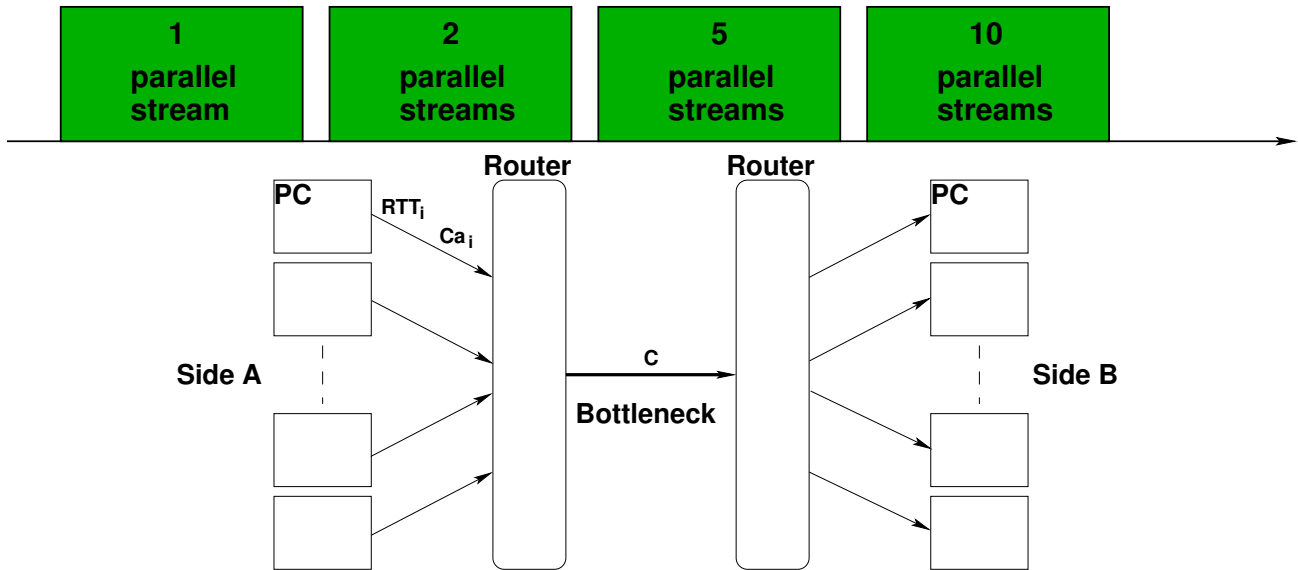 1
parallel
stream
2
parallel
streams
5
parallel
streams
10
parallel
streams
Router
Router
PC
RTTi
Cai
PC
Side A
C
Bottleneck
Side B